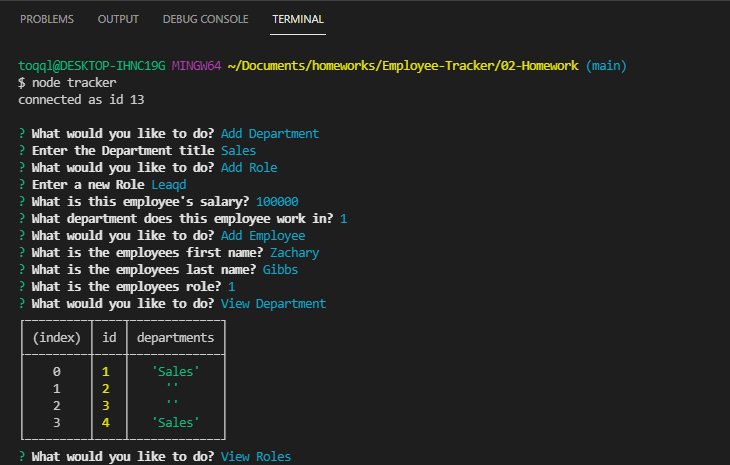 PROBLEMS OUTPUT DEBUG CONSOLE TERMINAL
toqql@DESKTOP-IHNC19G MINGW64 ~/Documents/homeworks/Employee-Tracker/02-Homework (main)
$ node tracker
connected as id 13
? What would you like to do? Add Department
? Enter the Department title Sales
? What would you like to do? Add Role
? Enter a new Role Leaqd
? What is this employee's salary? 100000
? What department does this employee work in? 1
? What would you like to do? Add Employee
? What is the employees first name? Zachary
? What is the employees last name? Gibbs
? What is the employees role? 1
? What would you like to do? View Department
(index) id departments
0 1 'Sales'
1 2 ''
2 3 ''
3 4 'Sales'
? What would you like to do? View Roles